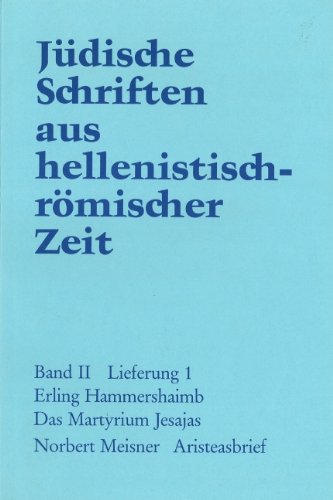 Jüdische
Schriften
aus
hellenistisch-
römischer
Zeit
Band II Lieferung 1
Erling Hammershaimb
Das Martyrium Jesajas
Norbert Meisner Aristeasbrief